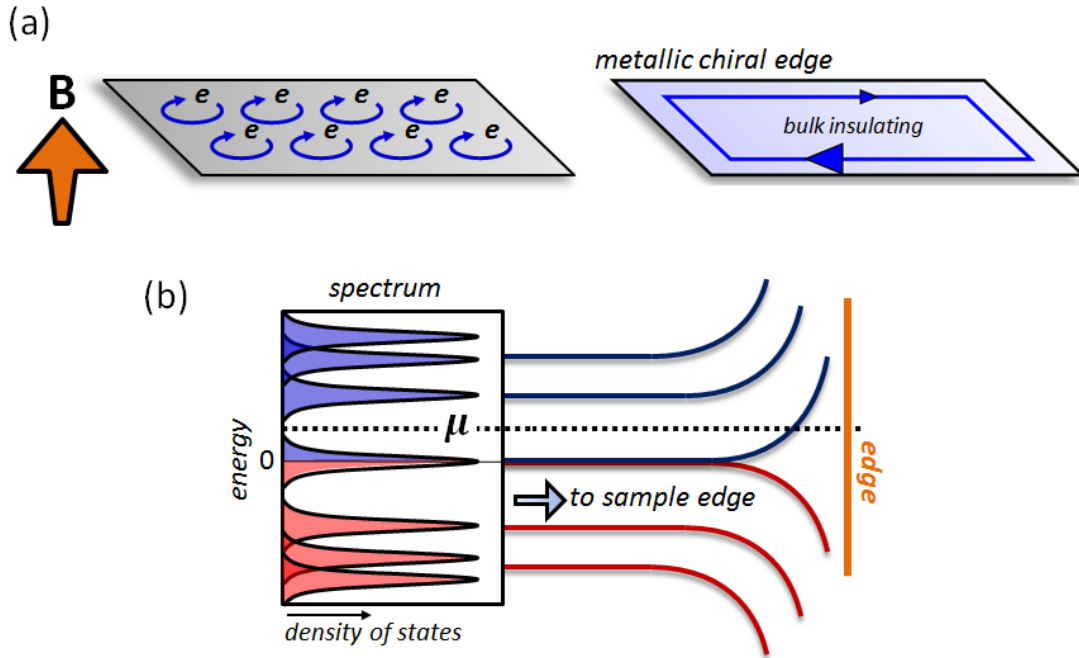 (a)
B
e e e e
e e e e
metallic chiral edge
bulk insulating
(b)
spectrum
energy
0
μ
to sample edge
edge
density of states